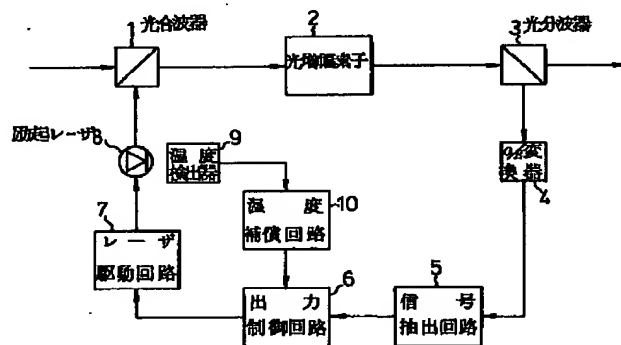 1 光合波器
2
光増幅素子
3 光分波器
励起レーザ 8
9
温度
検出器
O/E変
換器
4
10
温度
補償回路
7
レーザ
駆動回路
6
出力
制御回路
5
信号
抽出回路